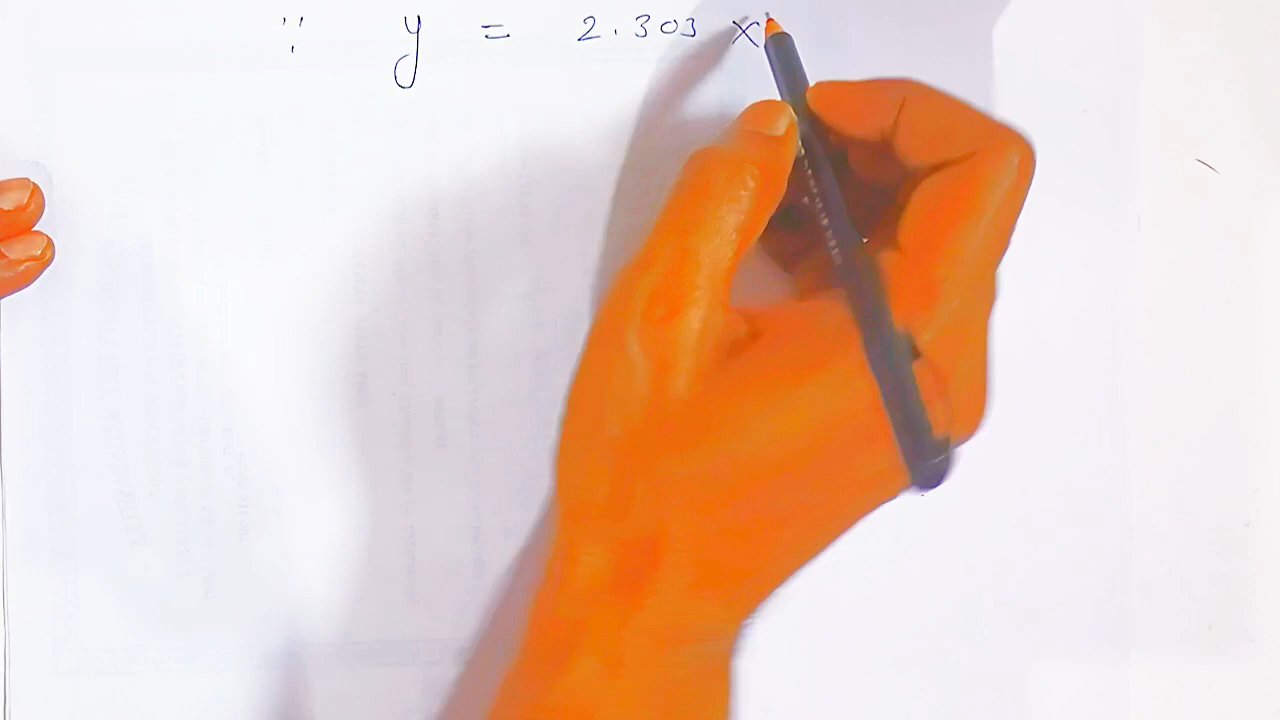 ∵ y = 2.303 x